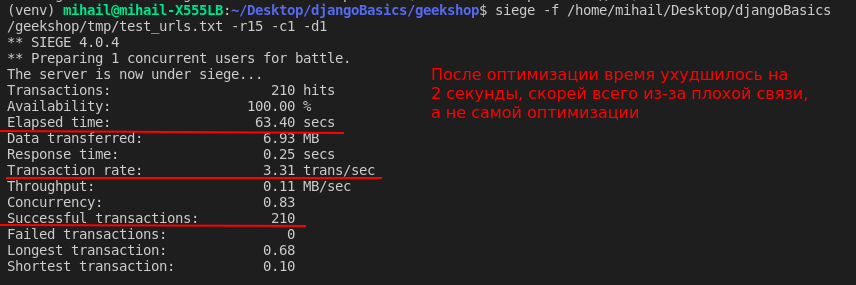 (venv) mihail@mihail-X555LB:~/Desktop/djangoBasics/geekshop$ siege -f /home/mihail/Desktop/djangoBasics
/geekshop/tmp/test_urls.txt -r15 -c1 -d1
** SIEGE 4.0.4
** Preparing 1 concurrent users for battle.
The server is now under siege...
Transactions: 210 hits
Availability: 100.00 %
Elapsed time: 63.40 secs
Data transferred: 6.93 MB
Response time: 0.25 secs
Transaction rate: 3.31 trans/sec
Throughput: 0.11 MB/sec
Concurrency: 0.83
Successful transactions: 210
Failed transactions: 0
Longest transaction: 0.68
Shortest transaction: 0.10
После оптимизации время ухудшилось на
2 секунды, скорей всего из-за плохой связи,
а не самой оптимизации